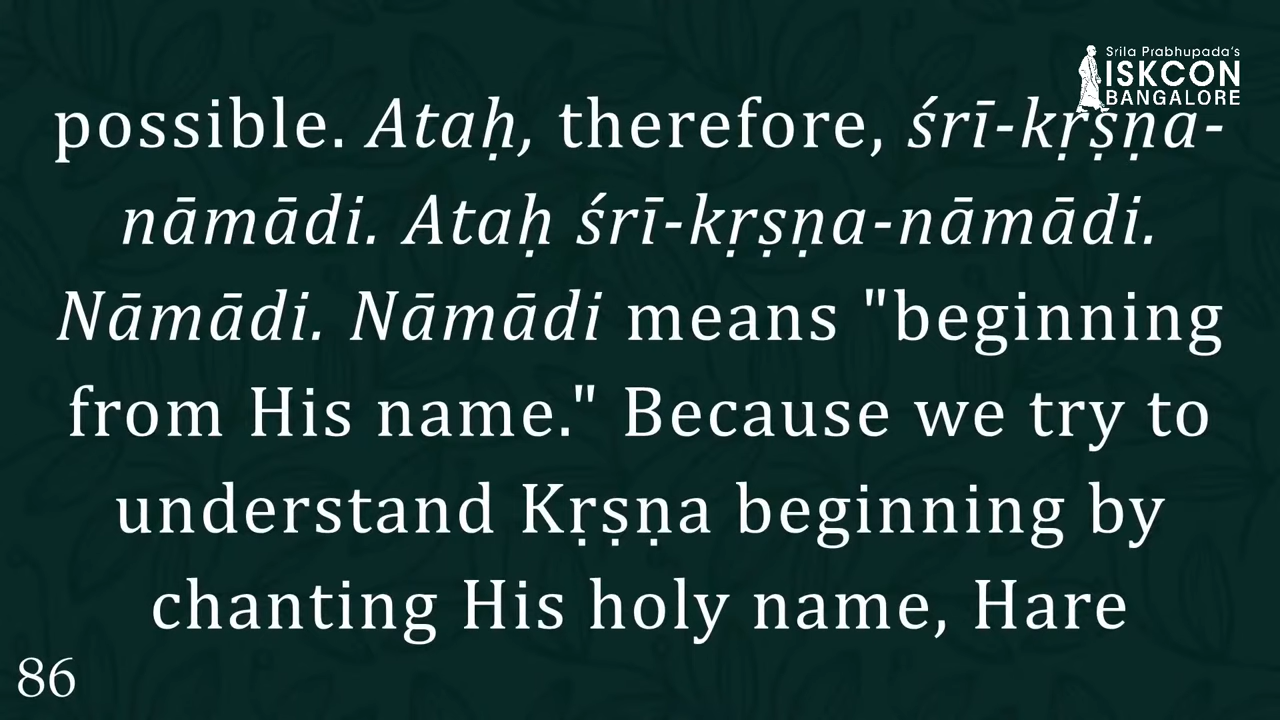 Srila Prabhupada's
ISKCON
BANGALORE
possible. Ataḥ, therefore, śrī-kṛṣṇa-
nāmādi. Ataḥ śrī-kṛṣṇa-nāmādi.
Nāmādi. Nāmādi means "beginning
from His name." Because we try to
understand Kṛṣṇa beginning by
chanting His holy name, Hare
86